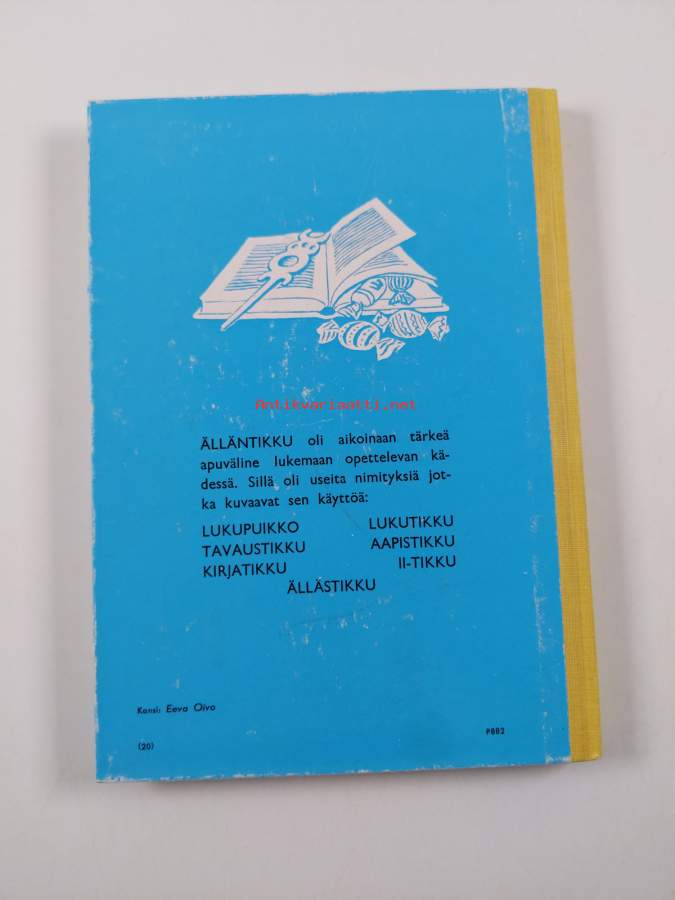 Antikvariaatti.net
ÄLLÄNTIKKU oli aikoinaan tärkeä
apuväline lukemaan opettelevan kä-
dessä. Sillä oli useita nimityksiä jot-
ka kuvaavat sen käyttöä:
LUKUPUIKKO LUKUTIKKU
TAVAUSTIKKU AAPISTIKKU
KIRJATIKKU II-TIKKU
ÄLLÄSTIKKU
Kansi: Eeva Oivo
(20) PBB2